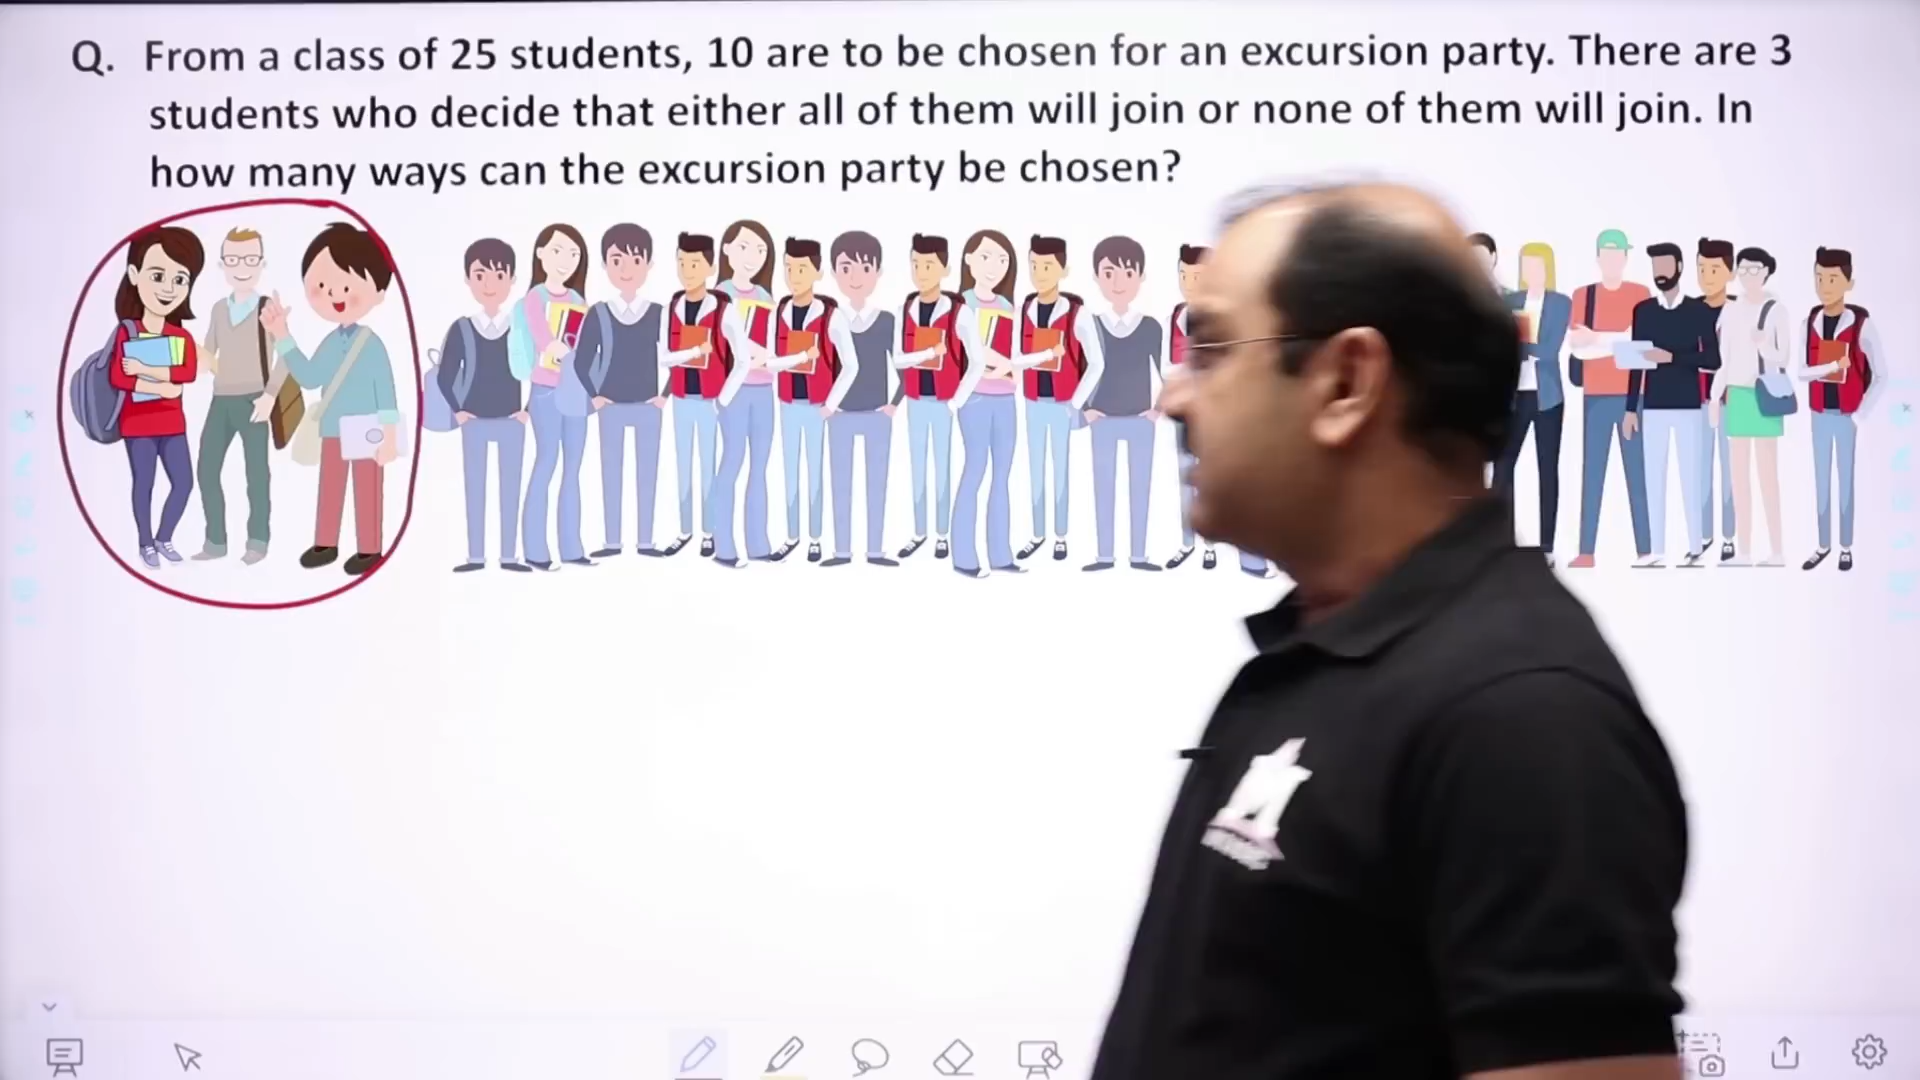 Q. From a class of 25 students, 10 are to be chosen for an excursion party. There are 3
students who decide that either all of them will join or none of them will join. In
how many ways can the excursion party be chosen?